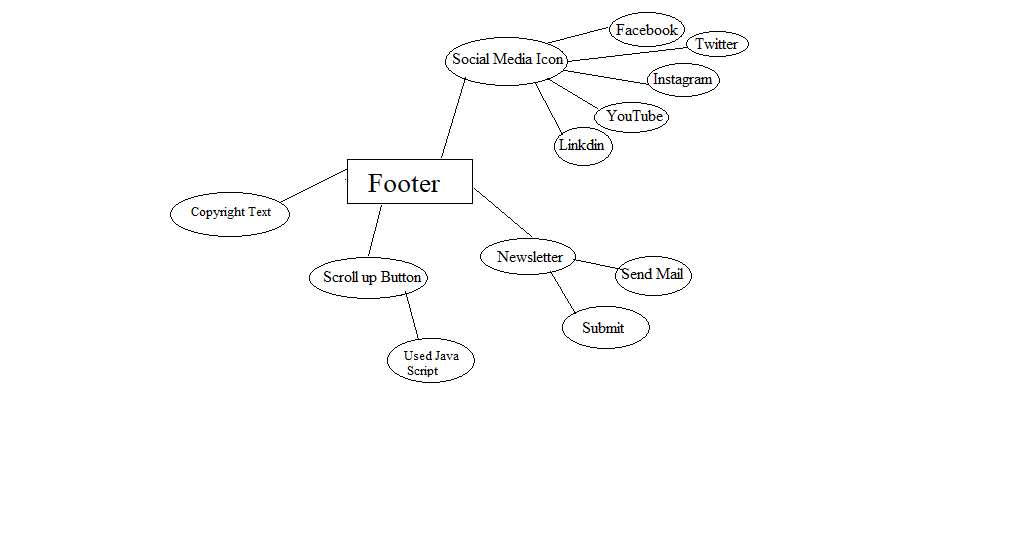 Facebook
Twitter
Social Media Icon
Instagram
YouTube
Linkdin
Footer
Copyright Text
Newsletter
Send Mail
Scroll up Button
Submit
Used Java
Script